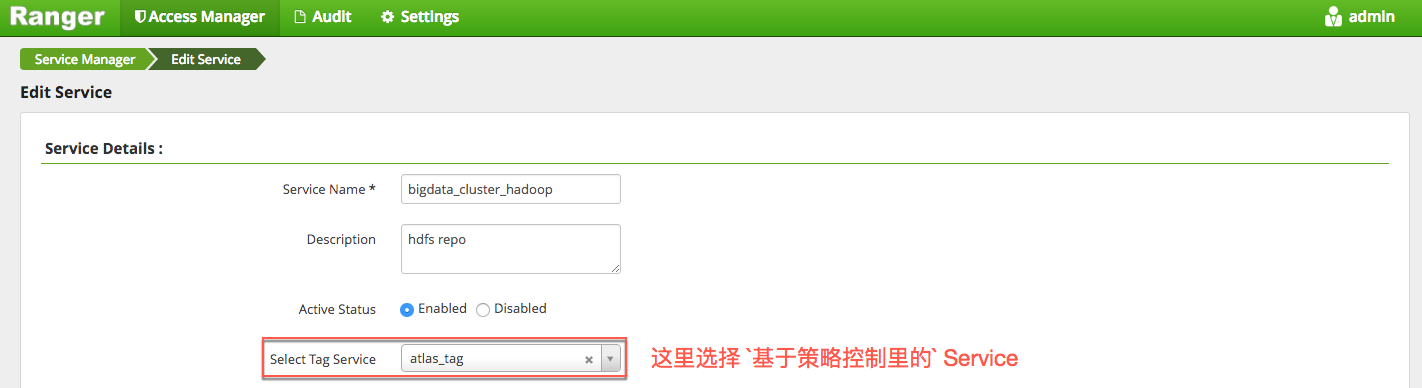 Ranger Access Manager Audit Settings admin
Service Manager Edit Service
Edit Service
Service Details :
Service Name * bigdata_cluster_hadoop
Description hdfs repo
Active Status Enabled Disabled
Select Tag Service atlas_tag × 这里选择 `基于策略控制里的` Service